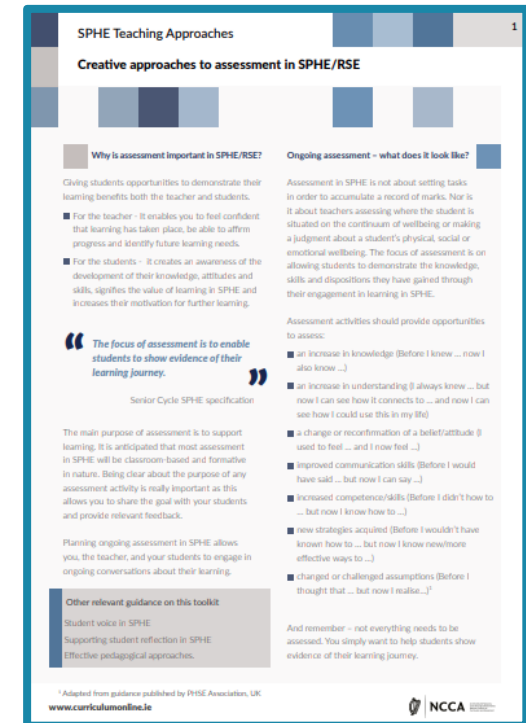 SPHE Teaching Approaches
1
Creative approaches to assessment in SPHE/RSE
Why is assessment important in SPHE/RSE?
Giving students opportunities to demonstrate their
learning benefits both the teacher and students.
For the teacher - It enables you to feel confident
that learning has taken place, be able to affirm
progress and identify future learning needs.
For the students - it creates an awareness of the
development of their knowledge, attitudes and
skills, signifies the value of learning in SPHE and
increases their motivation for further learning.
“ The focus of assessment is to enable
students to show evidence of their
learning journey. ”
Senior Cycle SPHE specification
The main purpose of assessment is to support
learning. It is anticipated that most assessment
in SPHE will be classroom-based and formative
in nature. Being clear about the purpose of any
assessment activity is really important as this
allows you to share the goal with your students
and provide relevant feedback.
Planning ongoing assessment in SPHE allows
you, the teacher, and your students to engage in
ongoing conversations about their learning.
Other relevant guidance on this toolkit
Student voice in SPHE
Supporting student reflection in SPHE
Effective pedagogical approaches.
Ongoing assessment – what does it look like?
Assessment in SPHE is not about setting tasks
in order to accumulate a record of marks. Nor is
it about teachers assessing where the student is
situated on the continuum of wellbeing or making
a judgment about a student's physical, social or
emotional wellbeing. The focus of assessment is on
allowing students to demonstrate the knowledge,
skills and dispositions they have gained through
their engagement in learning in SPHE.
Assessment activities should provide opportunities
to assess:
an increase in knowledge (Before I knew ... now I
also know ...)
an increase in understanding (I always knew ... but
now I can see how it connects to ... and now I can
see how I could use this in my life)
a change or reconfirmation of a belief/attitude (I
used to feel ... and I now feel ...)
improved communication skills (Before I would
have said ... but now I can say ...)
increased competence/skills (Before I didn't how to
... but now I know how to ...)
new strategies acquired (Before I wouldn't have
known how to ... but now I know new/more
effective ways to ...)
changed or challenged assumptions (Before I
thought that ... but now I realise...)¹
And remember – not everything needs to be
assessed. You simply want to help students show
evidence of their learning journey.
¹ Adapted from guidance published by PHSE Association, UK
www.curriculumonline.ie
NCCA